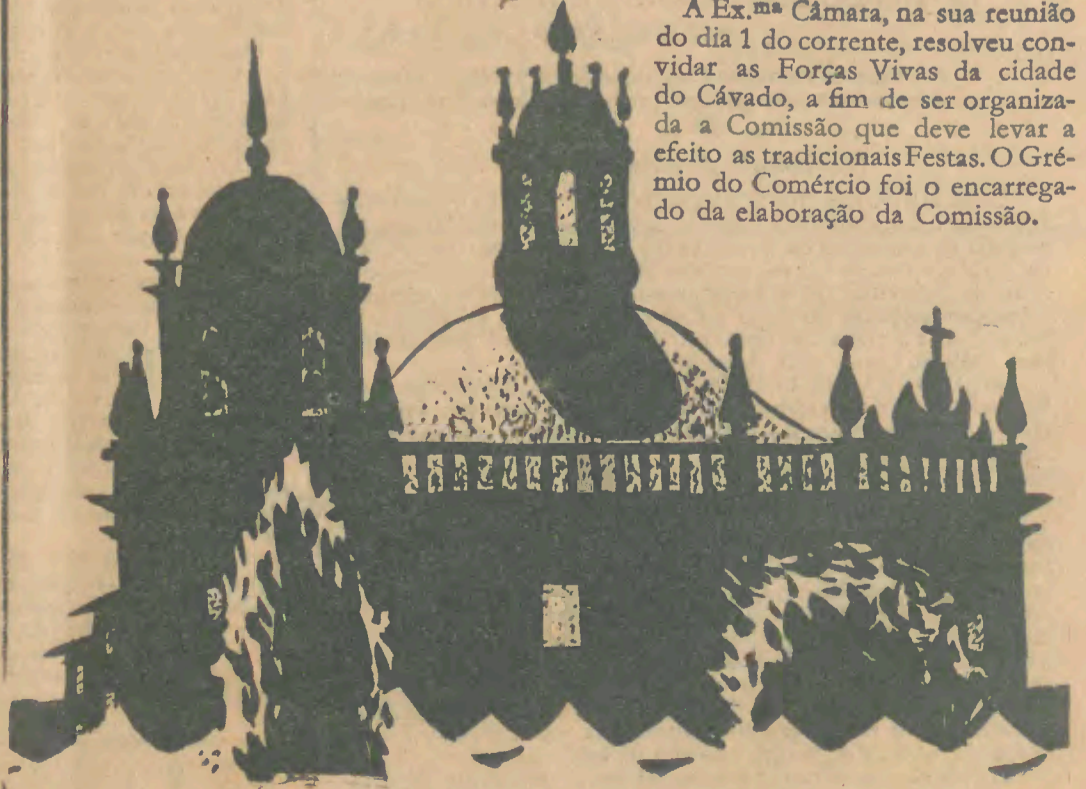 A Ex.ᵐᵃ Câmara, na sua reunião
do dia 1 do corrente, resolveu con-
vidar as Forças Vivas da cidade
do Cávado, a fim de ser organiza-
da a Comissão que deve levar a
efeito as tradicionais Festas. O Gré-
mio do Comércio foi o encarrega-
do da elaboração da Comissão.